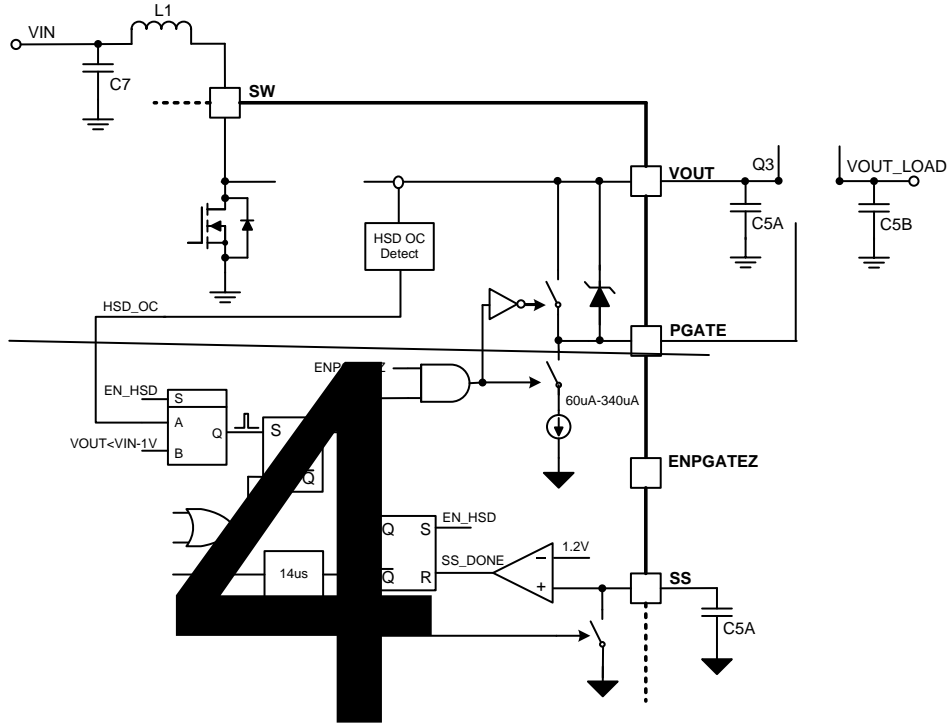 L1
VIN
C7
SW
VOUT
Q3
VOUT_LOAD
C5A
C5B
HSD OC
Detect
HSD_OC
PGATE
EN_HSD
S
A
Q
VOUT<VIN-1V
B
S
Q
60uA-340uA
ENPGATEZ
4
Q
S
EN_HSD
1.2V
SS_DONE
14us
Q
R
−
+
SS
C5A